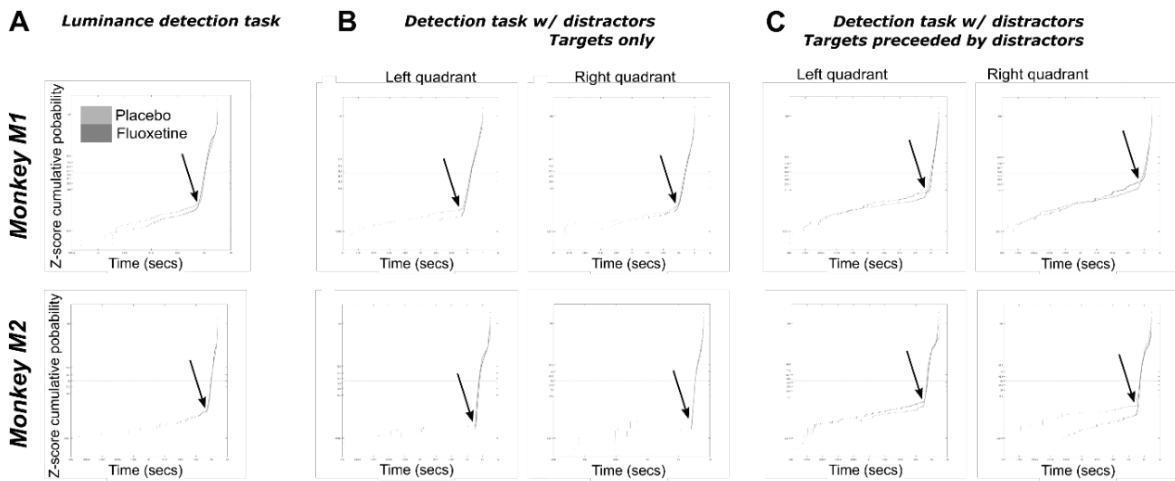 A
Luminance detection task
B
Detection task w/ distractors
Targets only
C
Detection task w/ distractors
Targets preceeded by distractors
Left quadrant
Right quadrant
Left quadrant
Right quadrant
Monkey M1
Z-score cumulative pobability
Placebo
Fluoxetine
Time (secs)
Time (secs)
Time (secs)
Time (secs)
Time (secs)
Monkey M2
Z-score cumulative pobability
Time (secs)
Time (secs)
Time (secs)
Time (secs)
Time (secs)